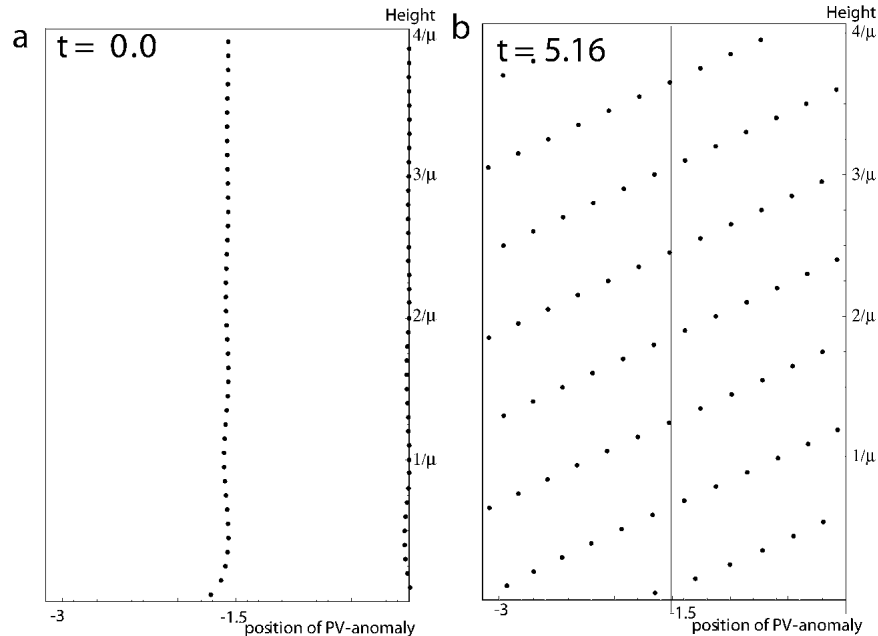 a
t = 0.0
Height
4/μ
3/μ
2/μ
1/μ
-3
-1.5
position of PV-anomaly
b
t = 5.16
Height
4/μ
3/μ
2/μ
1/μ
-3
-1.5
position of PV-anomaly